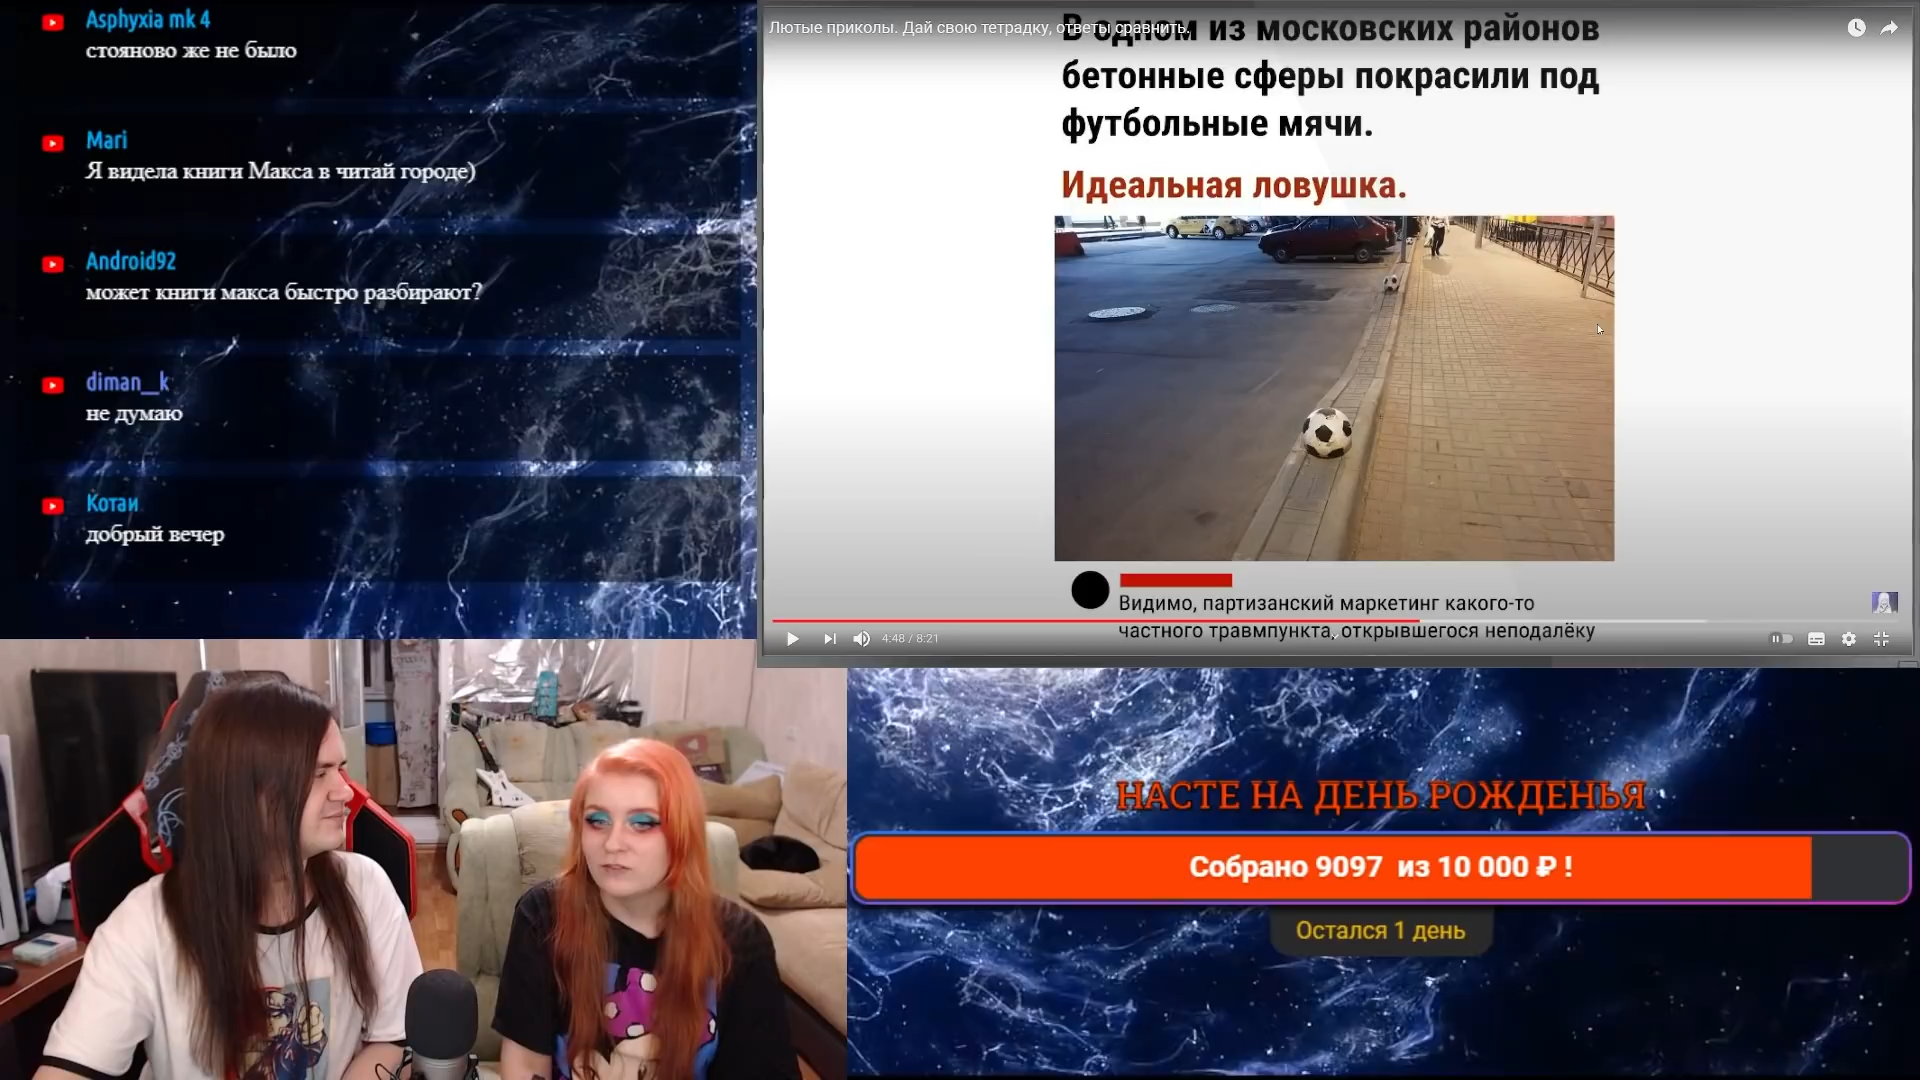 Asphyxia mk 4
стояново же не было
Mari
Я видела книги Макса в читай городе)
Android92
может книги макса быстро разбирают?
diman__k
не думаю
Котаи
добрый вечер
Лютые приколы. Дай свою тетрадку, ответы сравнить.
В одном из московских районов
бетонные сферы покрасили под
футбольные мячи.
Идеальная ловушка.
Видимо, партизанский маркетинг какого-то
частного травмпункта, открывшегося неподалёку
4:48 / 8:21
НАСТЕ НА ДЕНЬ РОЖДЕНЬЯ
Собрано 9097 из 10 000 ₽ !
Остался 1 день